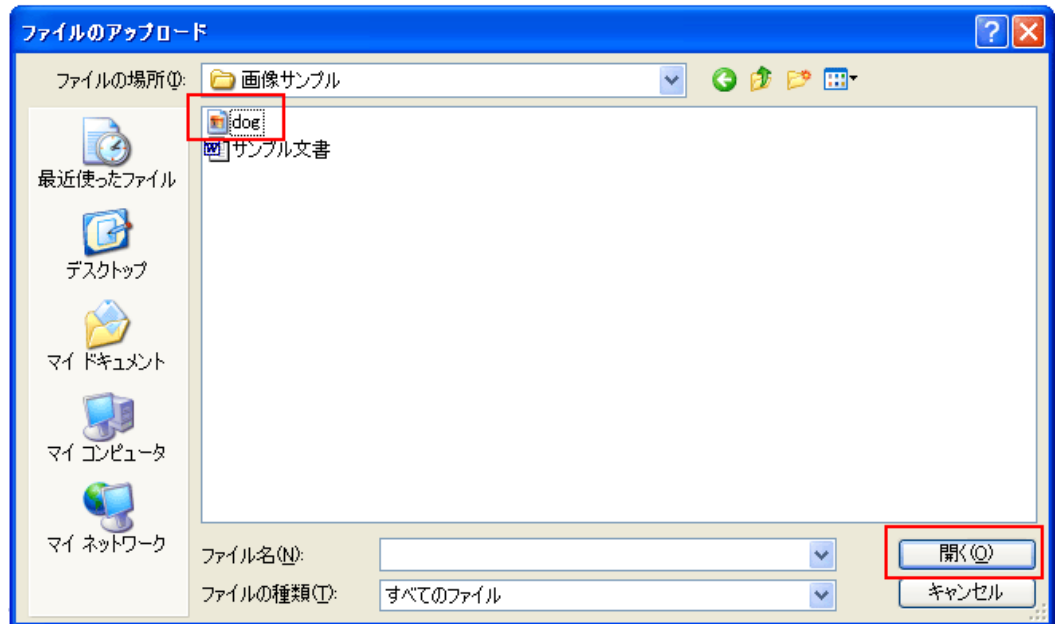 ファイルのアップロード
ファイルの場所(I):
画像サンプル
dog
サンプル文書
最近使ったファイル
デスクトップ
マイ ドキュメント
マイ コンピュータ
マイ ネットワーク
ファイル名(N):
開く(O)
ファイルの種類(T):
すべてのファイル
キャンセル